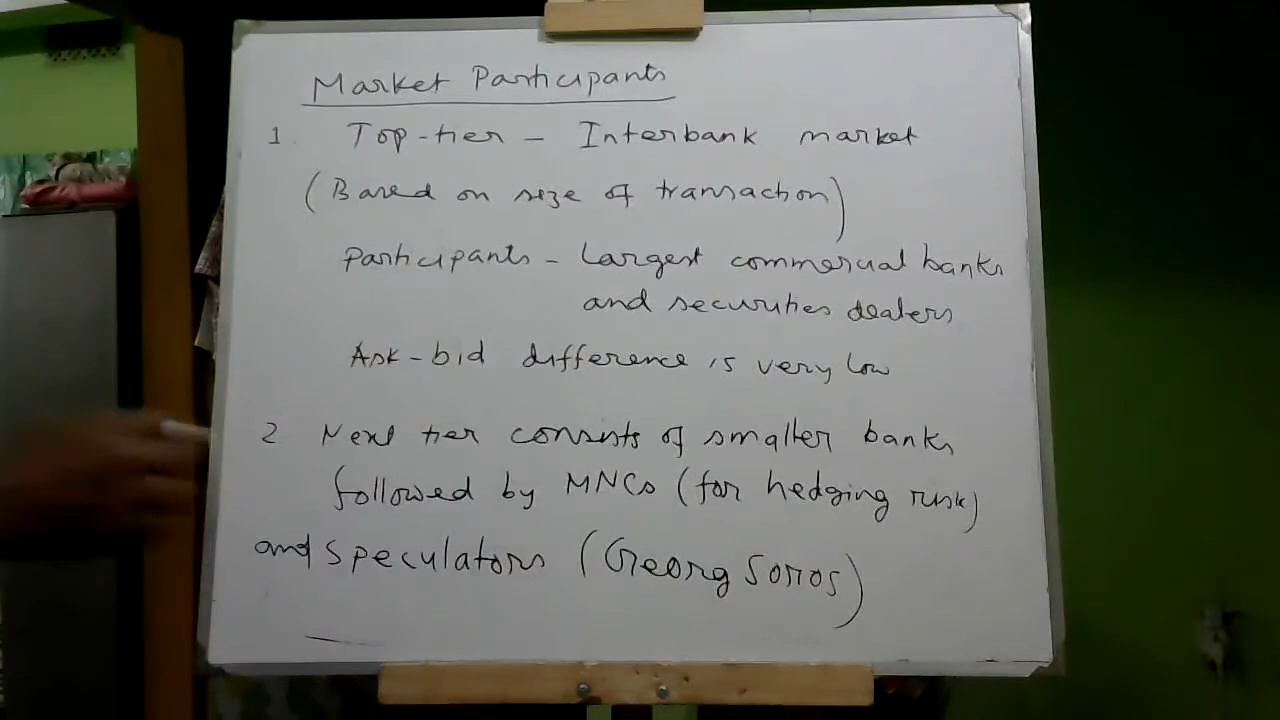 Market Participants
1. Top-tier - Interbank market
(Based on size of transaction)
Participants - Largest commercial banks
and securities dealers
Ask-bid difference is very low
2 Next tier consists of smaller banks
followed by MNCs (for hedging risk)
and speculators (Georg Soros)